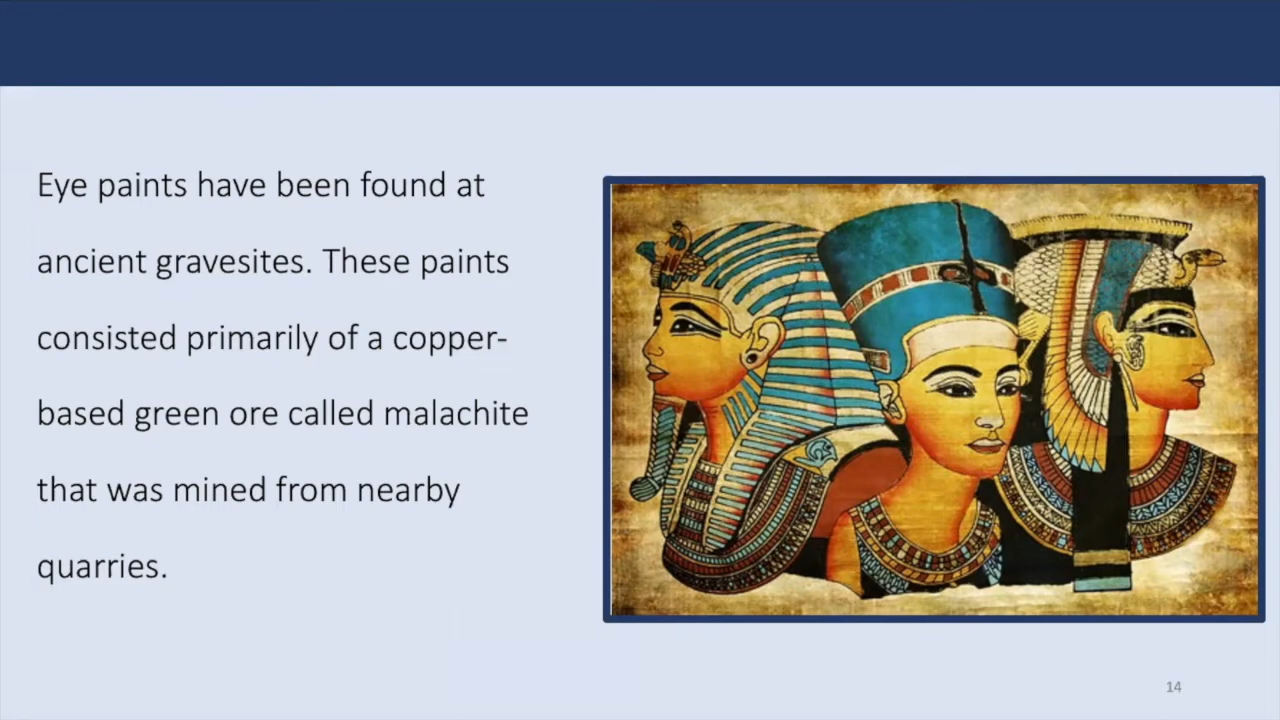 Eye paints have been found at
ancient gravesites. These paints
consisted primarily of a copper-
based green ore called malachite
that was mined from nearby
quarries.
14